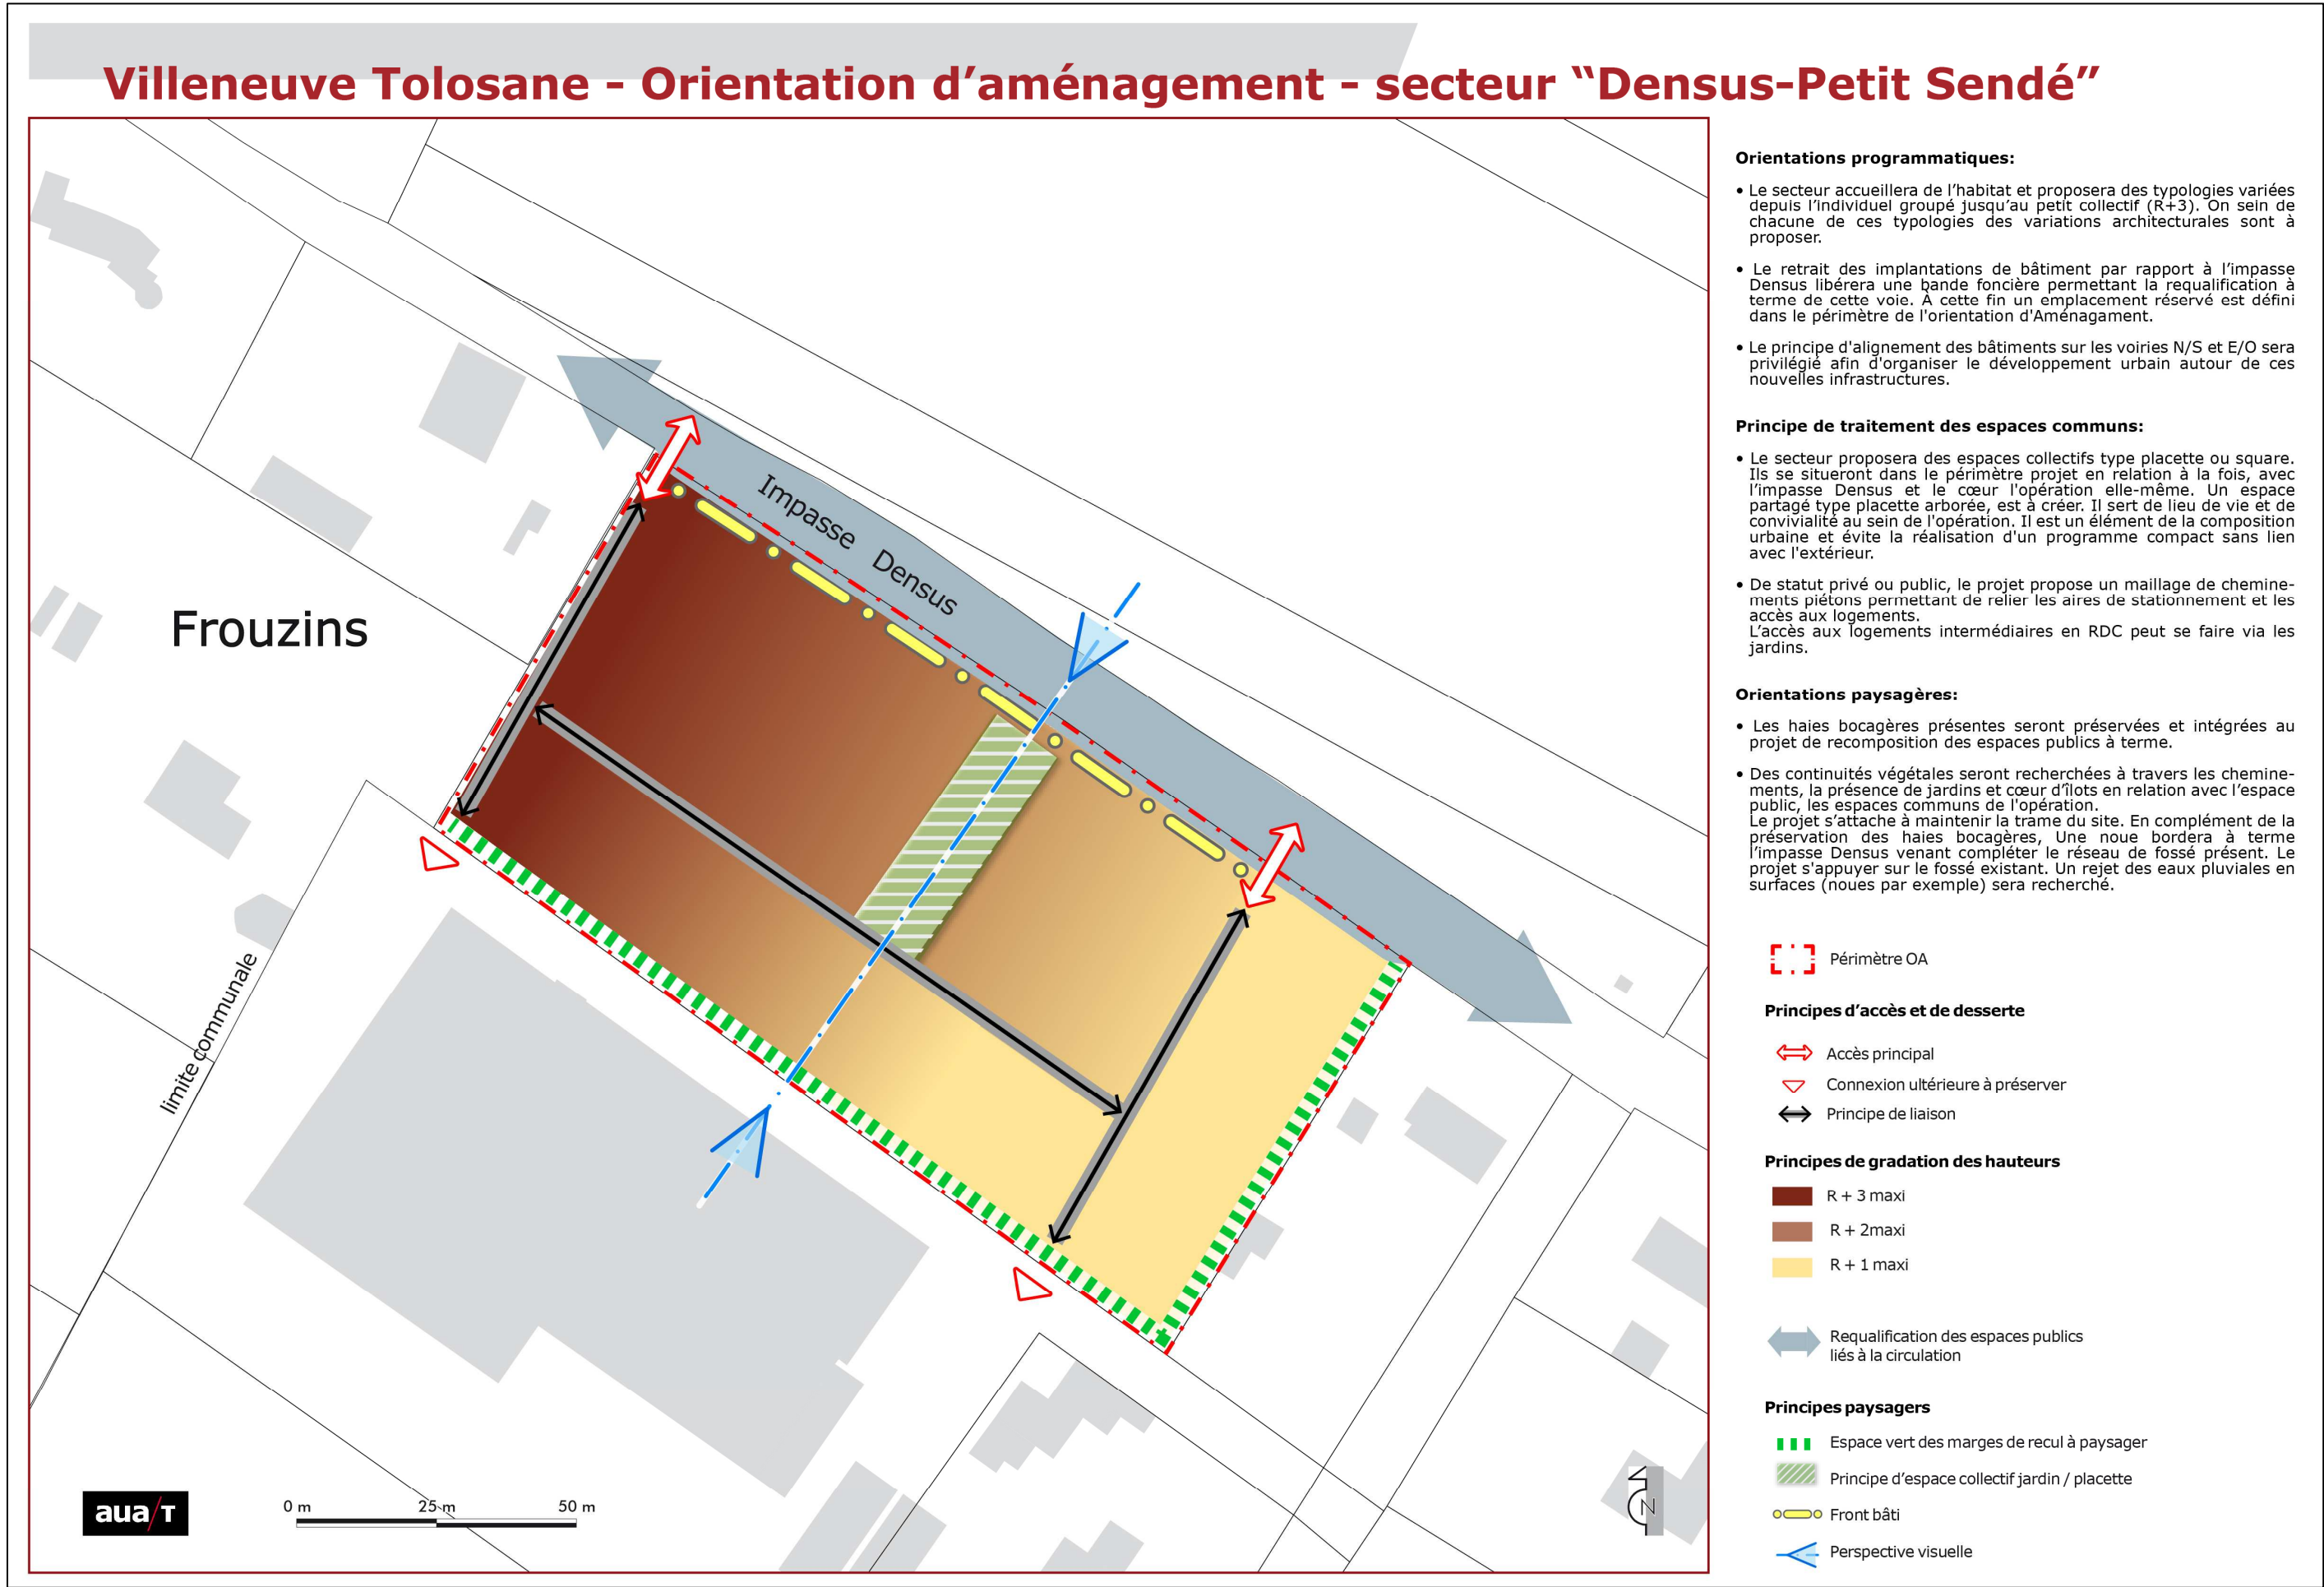 Villeneuve Tolosane - Orientation d’aménagement - secteur “Densus-Petit Sendé”
Impasse Densus
Frouzins
limite communale
aua/T
0 m 25 m 50 m
N
Orientations programmatiques:
• Le secteur accueillera de l’habitat et proposera des typologies variées
depuis l’individuel groupé jusqu’au petit collectif (R+3). On sein de
chacune de ces typologies des variations architecturales sont à
proposer.
• Le retrait des implantations de bâtiment par rapport à l’impasse
Densus libérera une bande foncière permettant la requalification à
terme de cette voie. À cette fin un emplacement réservé est défini
dans le périmètre de l'orientation d'Aménagament.
• Le principe d'alignement des bâtiments sur les voiries N/S et E/O sera
privilégié afin d'organiser le développement urbain autour de ces
nouvelles infrastructures.
Principe de traitement des espaces communs:
• Le secteur proposera des espaces collectifs type placette ou square.
Ils se situeront dans le périmètre projet en relation à la fois, avec
l’impasse Densus et le cœur l'opération elle-même. Un espace
partagé type placette arborée, est à créer. Il sert de lieu de vie et de
convivialité au sein de l'opération. Il est un élément de la composition
urbaine et évite la réalisation d'un programme compact sans lien
avec l'extérieur.
• De statut privé ou public, le projet propose un maillage de chemine-
ments piétons permettant de relier les aires de stationnement et les
accès aux logements.
L’accès aux logements intermédiaires en RDC peut se faire via les
jardins.
Orientations paysagères:
• Les haies bocagères présentes seront préservées et intégrées au
projet de recomposition des espaces publics à terme.
• Des continuités végétales seront recherchées à travers les chemine-
ments, la présence de jardins et cœur d’îlots en relation avec l’espace
public, les espaces communs de l'opération.
Le projet s’attache à maintenir la trame du site. En complément de la
préservation des haies bocagères, Une noue bordera à terme
l’impasse Densus venant compléter le réseau de fossé présent. Le
projet s'appuyer sur le fossé existant. Un rejet des eaux pluviales en
surfaces (noues par exemple) sera recherché.
Périmètre OA
Principes d’accès et de desserte
Accès principal
Connexion ultérieure à préserver
Principe de liaison
Principes de gradation des hauteurs
R + 3 maxi
R + 2maxi
R + 1 maxi
Requalification des espaces publics
liés à la circulation
Principes paysagers
Espace vert des marges de recul à paysager
Principe d’espace collectif jardin / placette
Front bâti
Perspective visuelle